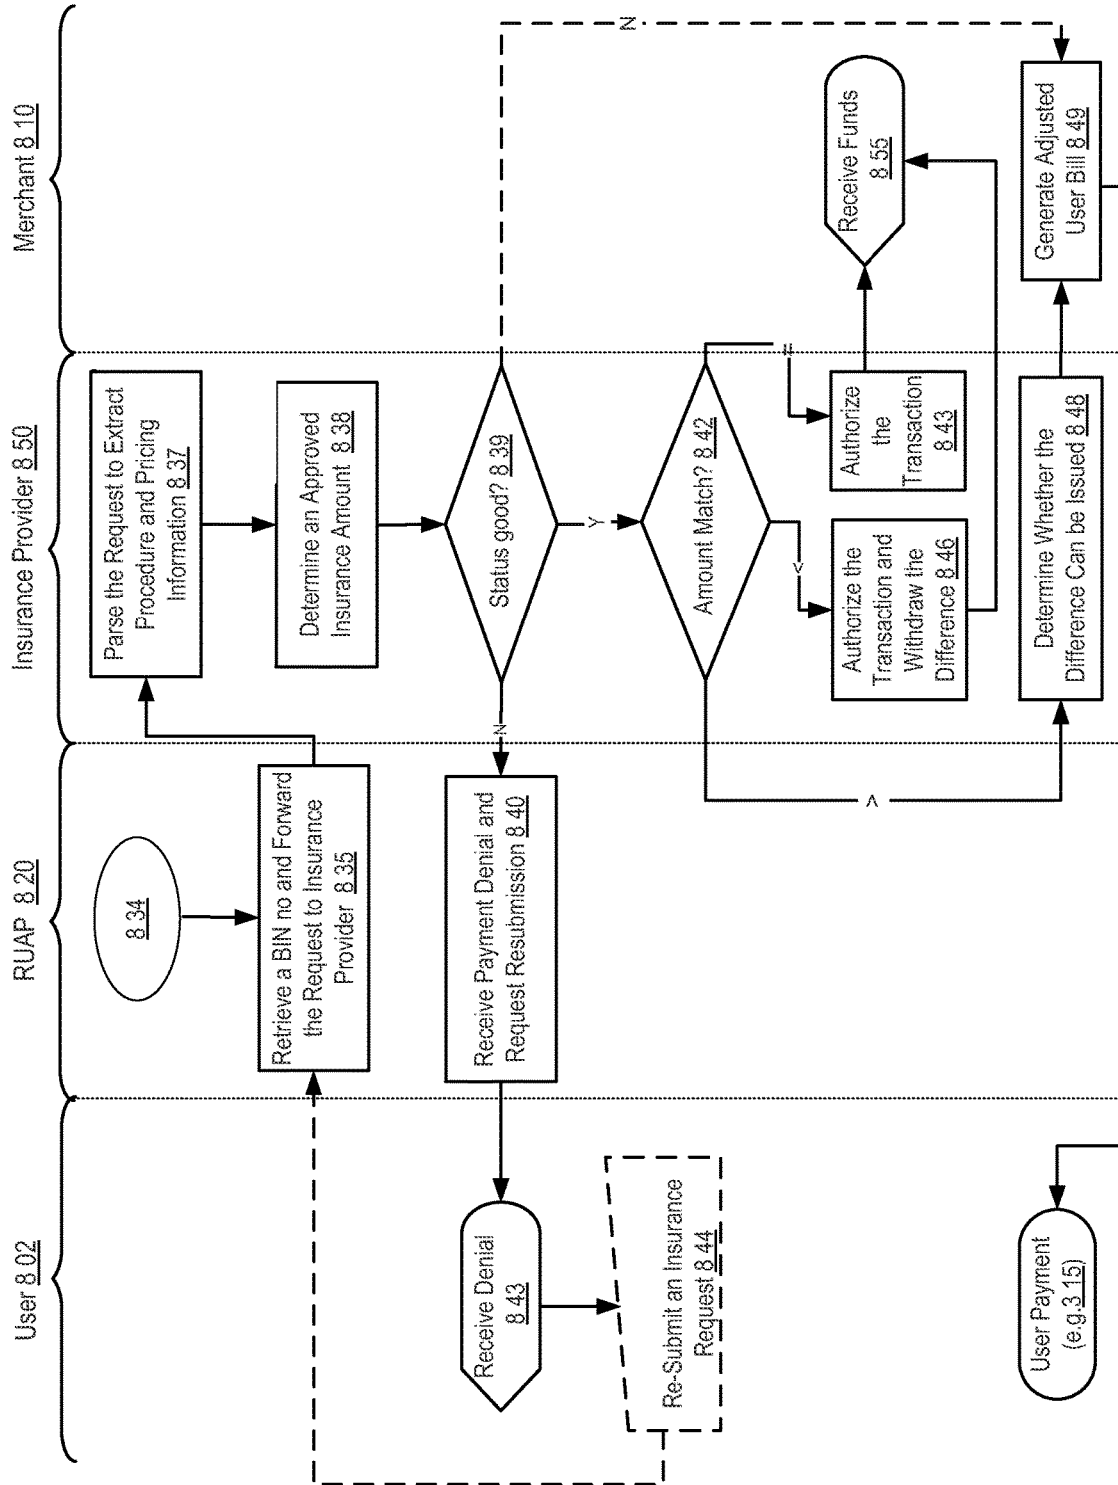 User 8.02
RUAP 8.20
Insurance Provider 8.50
Merchant 8.10
8.34
Parse the Request to Extract
Procedure and Pricing
Information 8.37
Retrieve a BIN no and Forward
the Request to Insurance
Provider 8.35
Determine an Approved
Insurance Amount 8.38
Status good? 8.39
N
N
Y
Receive Payment Denial and
Request Resubmission 8.40
Receive Denial
8.43
Re-Submit an Insurance
Request 8.44
Amount Match? 8.42
=
<
>
Authorize the
Transaction and
Withdraw the
Difference 8.46
Authorize
the
Transaction
8.43
Receive Funds
8.55
Determine Whether the
Difference Can be Issued 8.48
Generate Adjusted
User Bill 8.49
User Payment
(e.g.3.15)